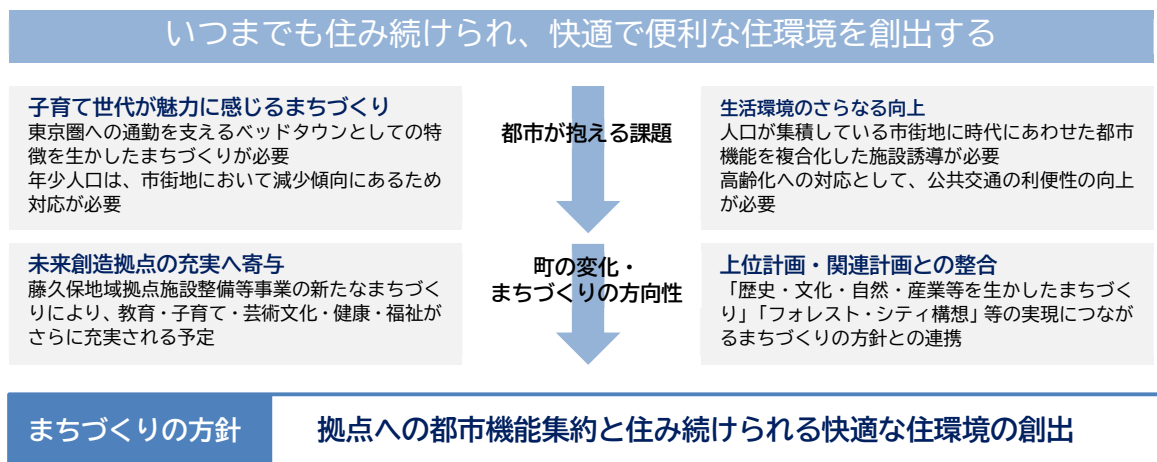 いつまでも住み続けられ、快適で便利な住環境を創出する
子育て世代が魅力に感じるまちづくり
東京圏への通勤を支えるベッドタウンとしての特
徴を生かしたまちづくりが必要
年少人口は、市街地において減少傾向にあるため
対応が必要
都市が抱える課題
生活環境のさらなる向上
人口が集積している市街地に時代にあわせた都市
機能を複合化した施設誘導が必要
高齢化への対応として、公共交通の利便性の向上
が必要
未来創造拠点の充実へ寄与
藤久保地域拠点施設整備等事業の新たなまちづく
りにより、教育・子育て・芸術文化・健康・福祉が
さらに充実される予定
町の変化・
まちづくりの方向性
上位計画・関連計画との整合
「歴史・文化・自然・産業等を生かしたまちづく
り」「フォレスト・シティ構想」等の実現につなが
るまちづくりの方針との連携
まちづくりの方針
拠点への都市機能集約と住み続けられる快適な住環境の創出